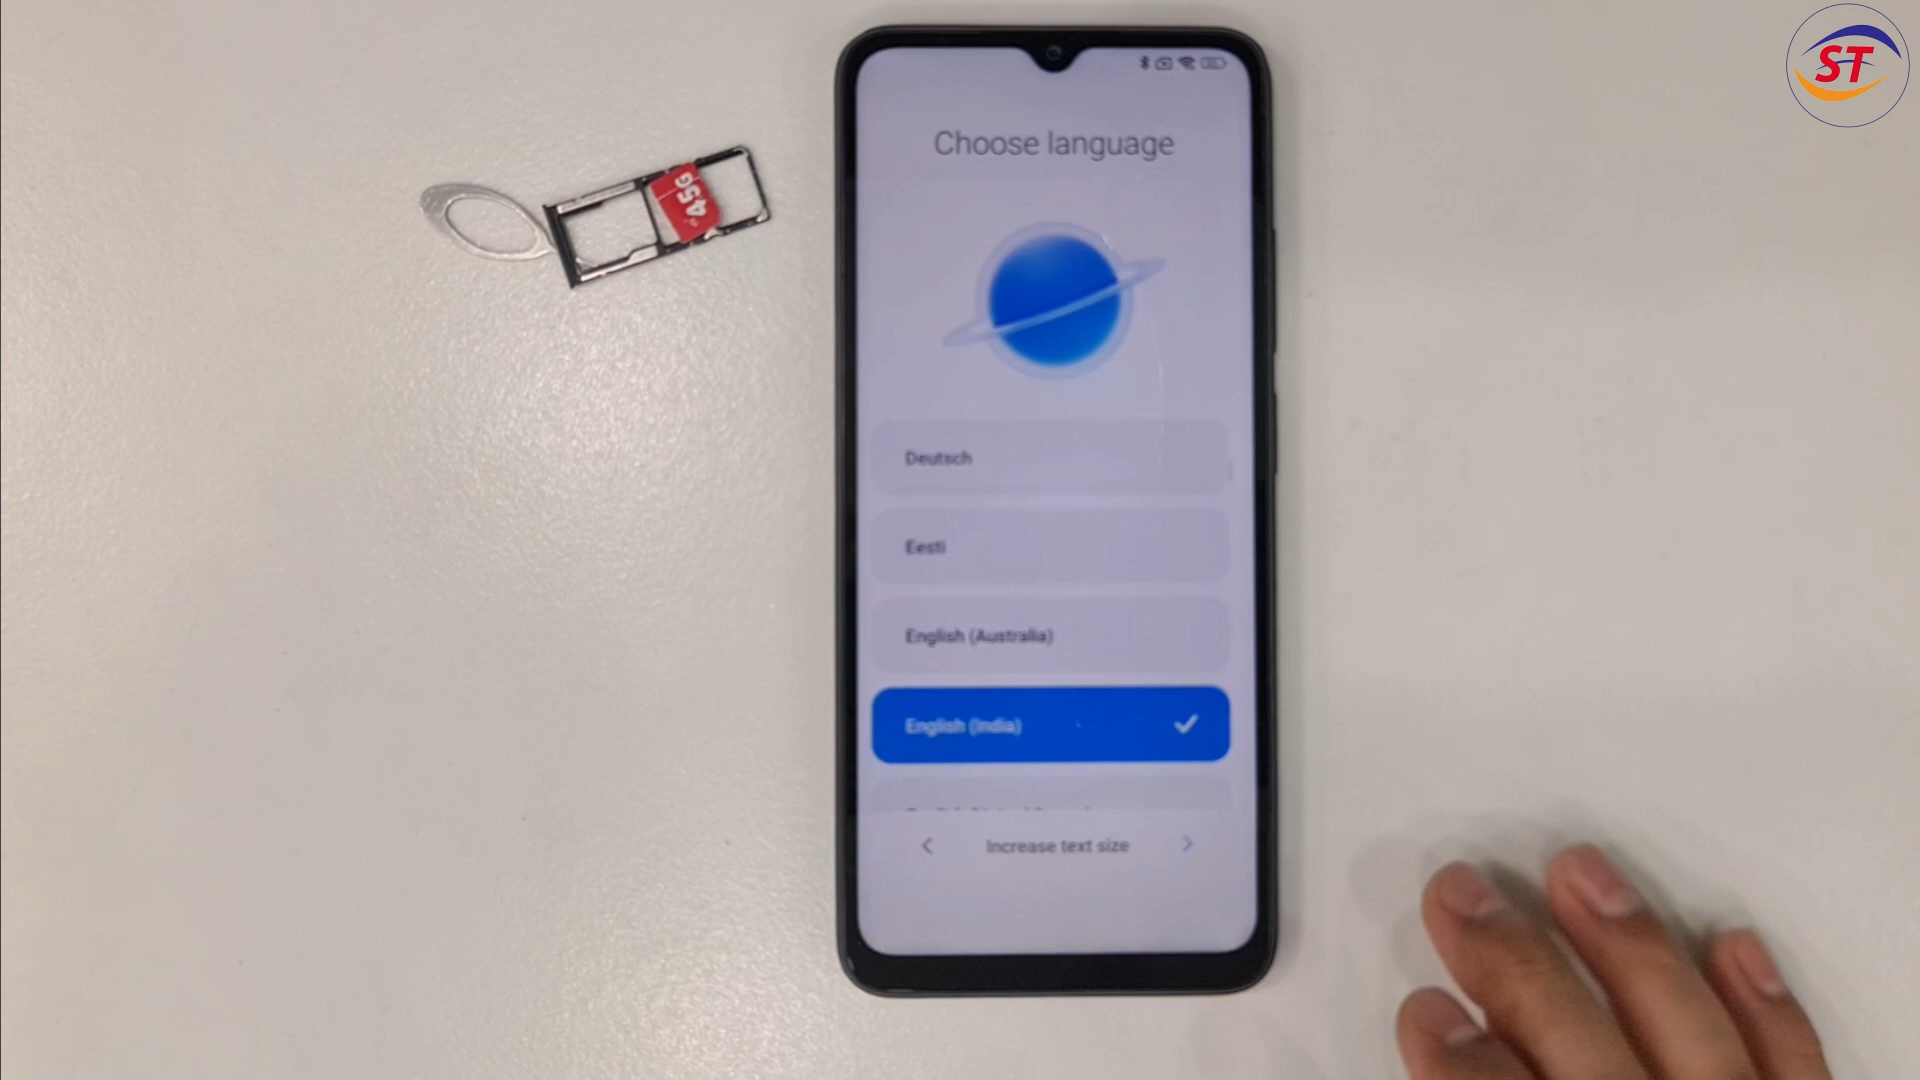 ST
4.5G
Choose language
Deutsch
Eesti
English (Australia)
English (India)
Increase text size